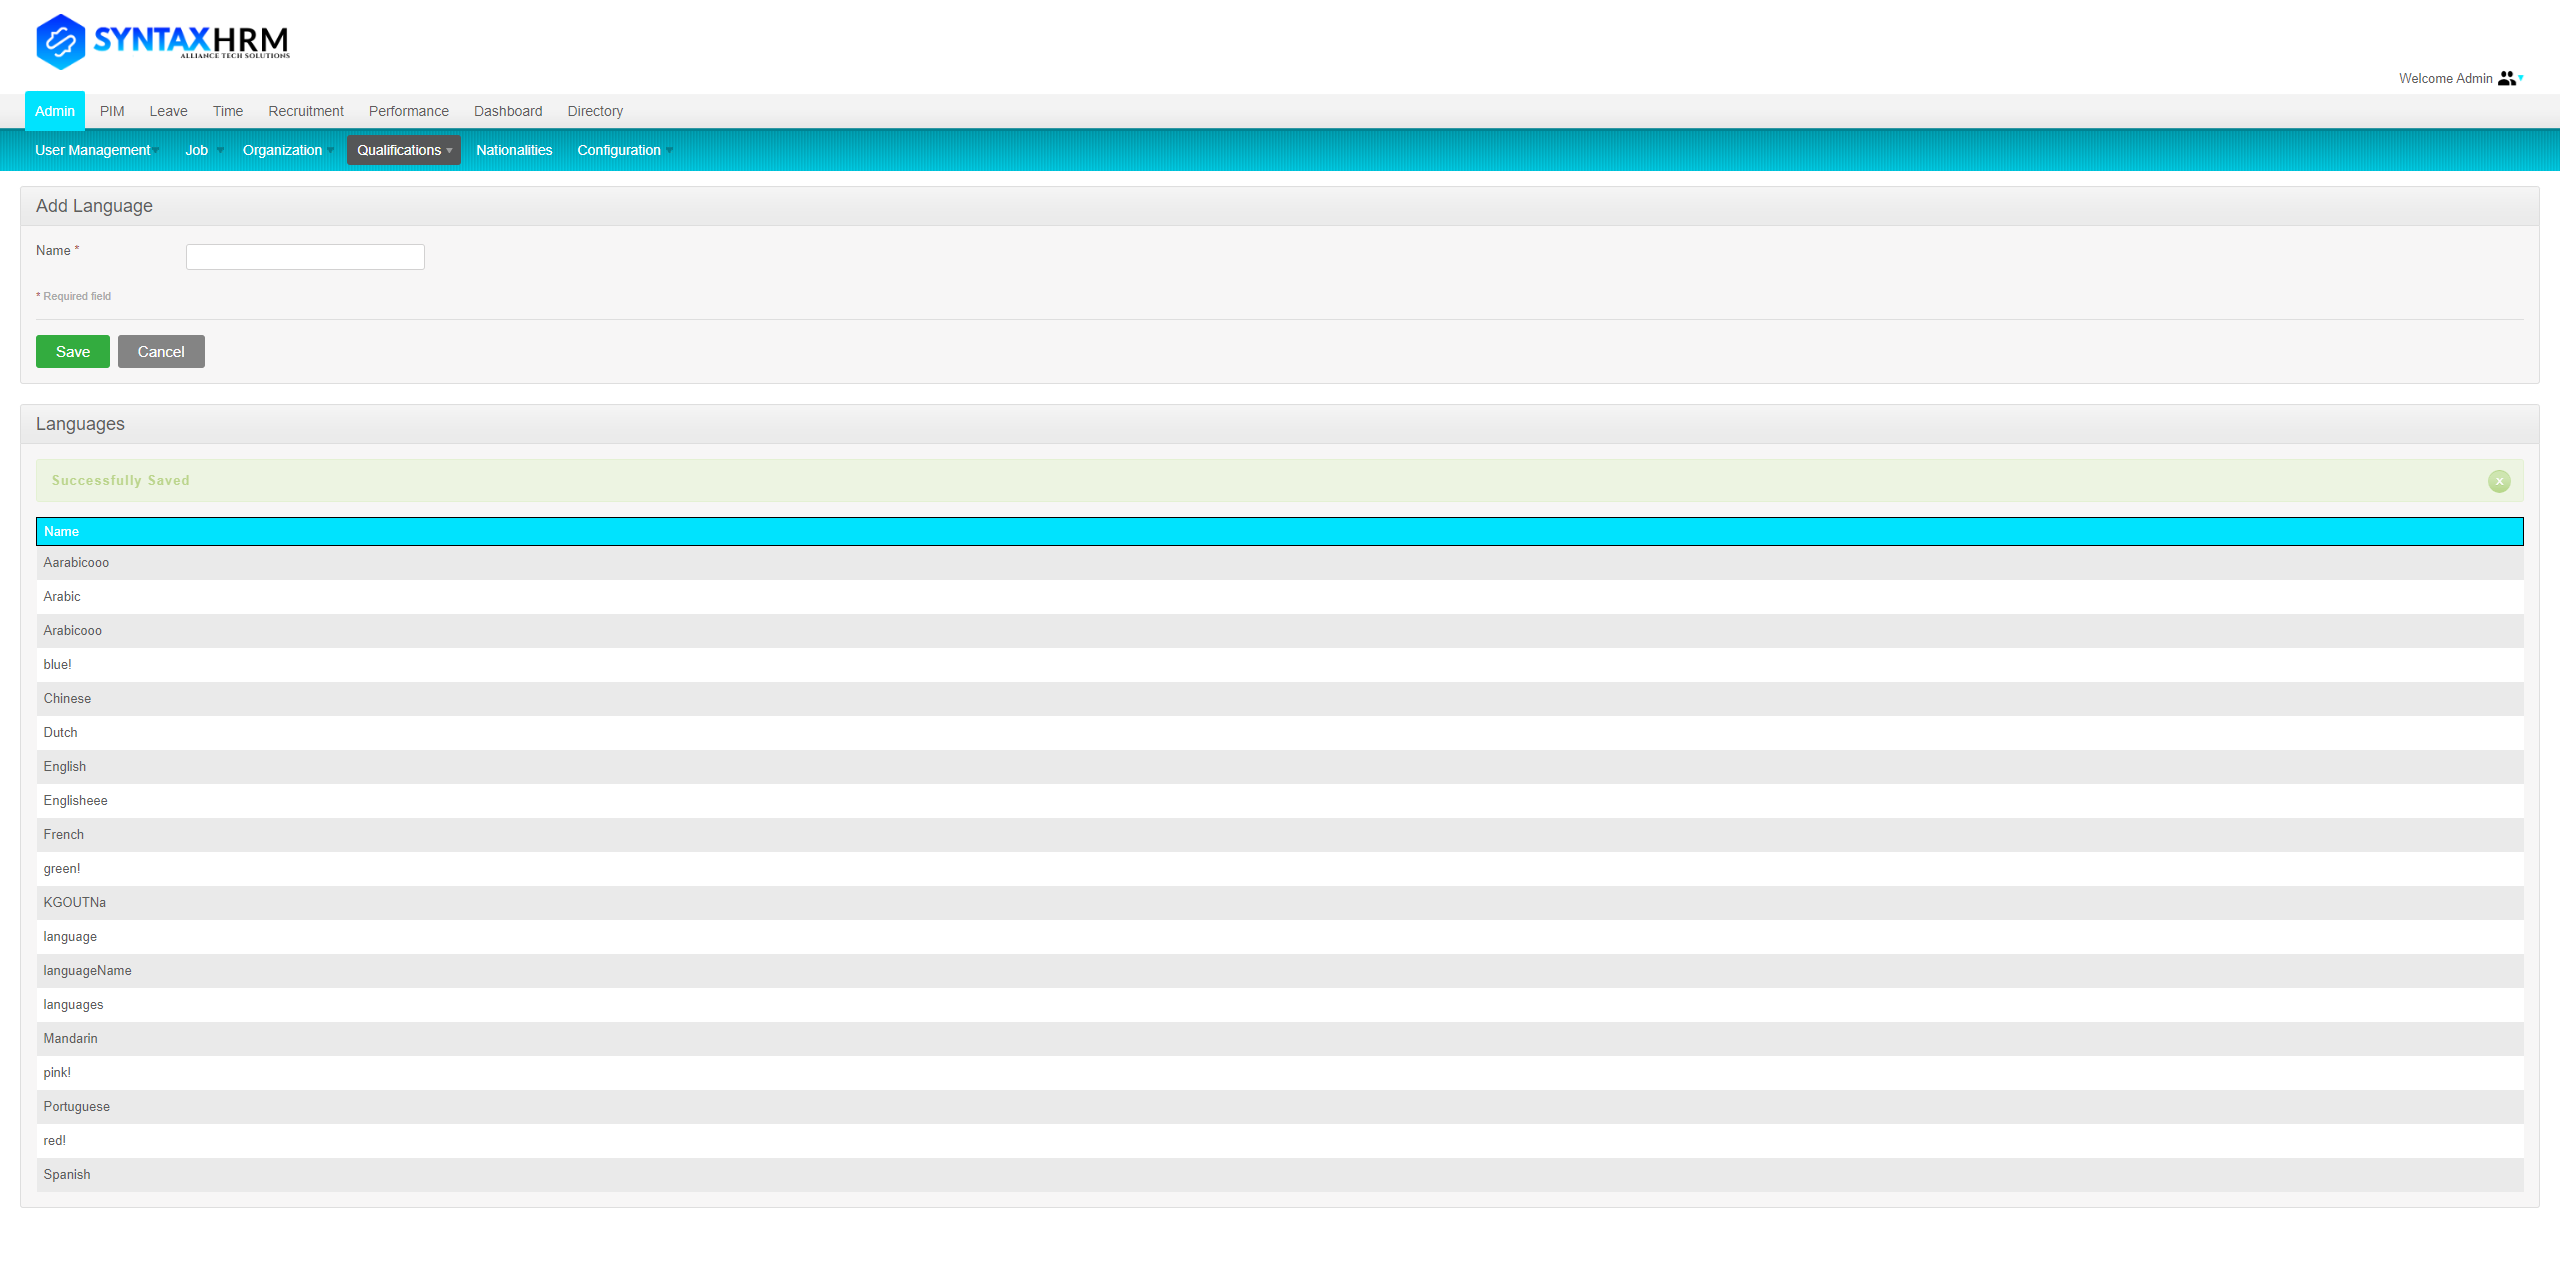 SYNTAXHRM
ALLIANCE TECH SOLUTIONS
Welcome Admin
Admin PIM Leave Time Recruitment Performance Dashboard Directory
User Management Job Organization Qualifications Nationalities Configuration
Add Language
Name *
* Required field
Save Cancel
Languages
Successfully Saved
x
Name
Aarabicooo
Arabic
Arabicooo
blue!
Chinese
Dutch
English
Englisheee
French
green!
KGOUTNa
language
languageName
languages
Mandarin
pink!
Portuguese
red!
Spanish